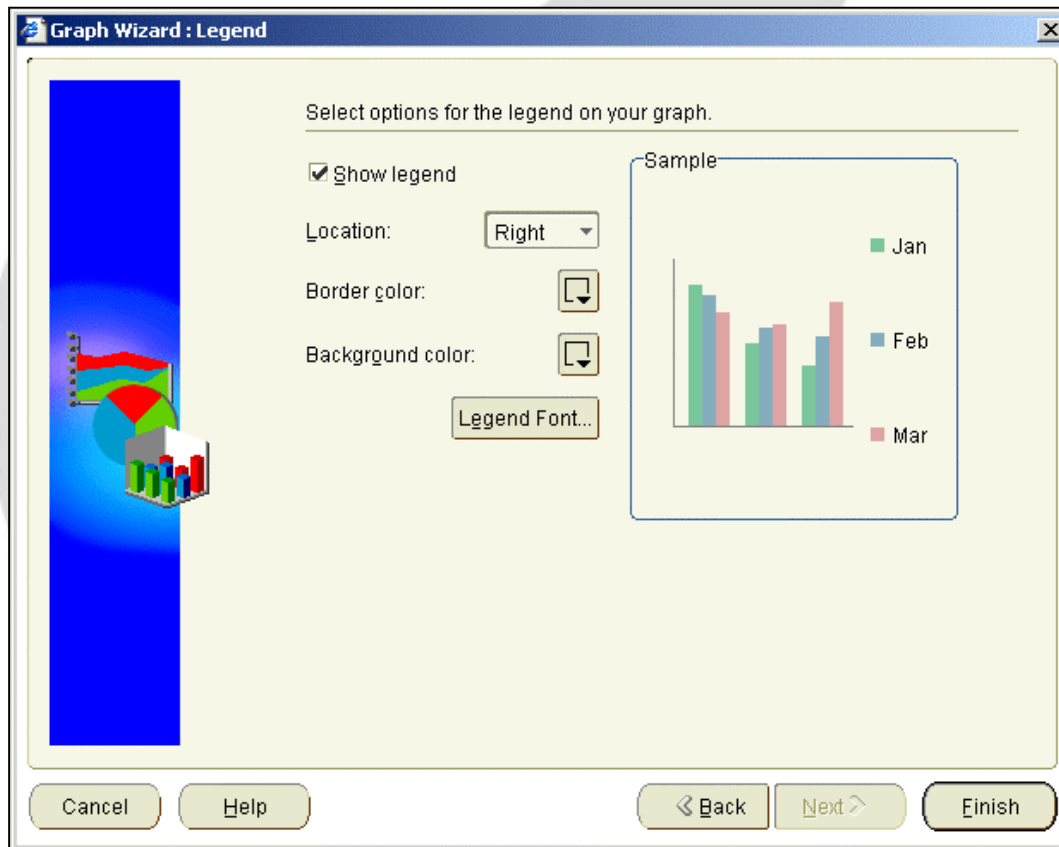 Graph Wizard : Legend
Select options for the legend on your graph.
Show legend
Location:
Right
Border color:
Background color:
Legend Font...
Sample
Jan
Feb
Mar
Cancel
Help
Back
Next
Finish